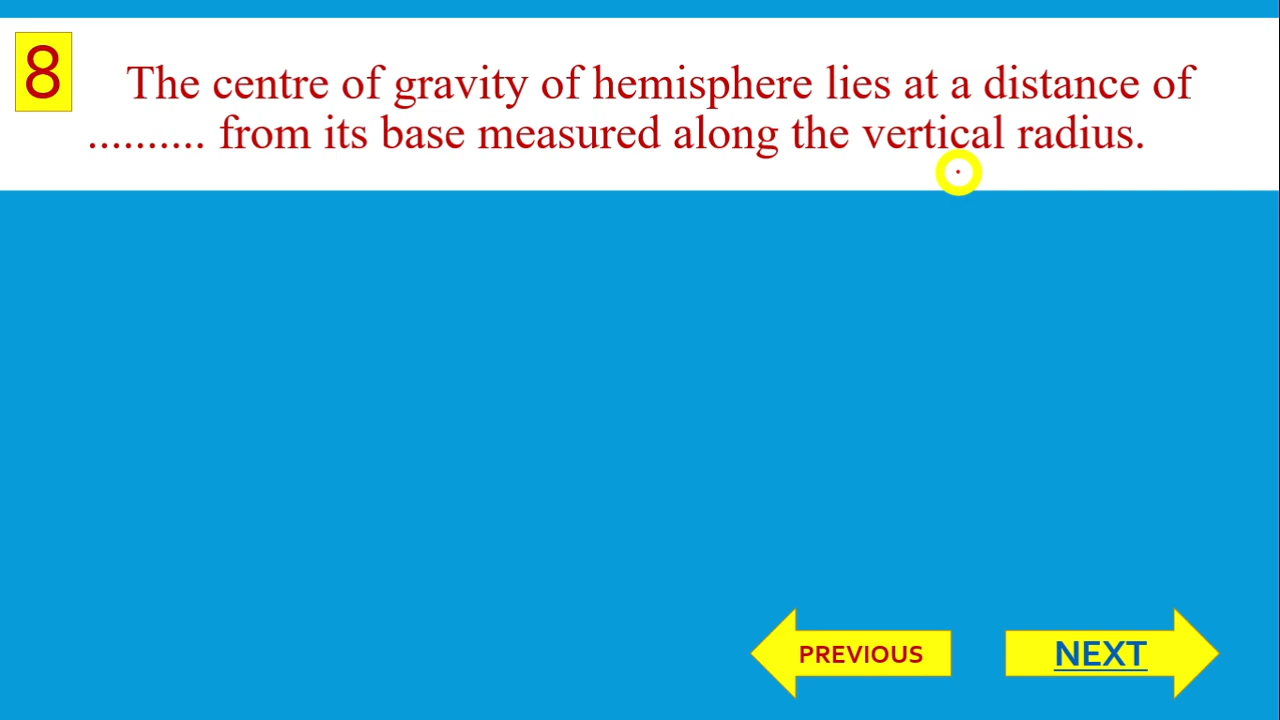 8
The centre of gravity of hemisphere lies at a distance of
.......... from its base measured along the vertical radius.
PREVIOUS
NEXT